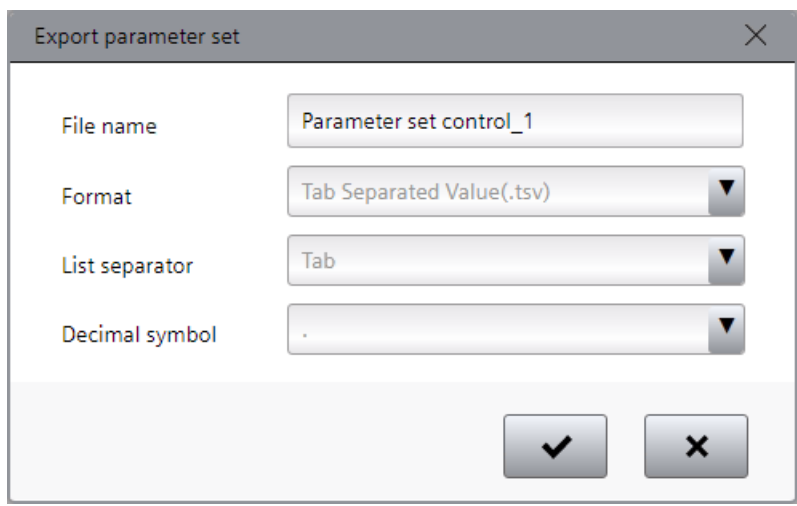 Export parameter set
File name
Parameter set control_1
Format
Tab Separated Value(.tsv)
List separator
Tab
Decimal symbol
.